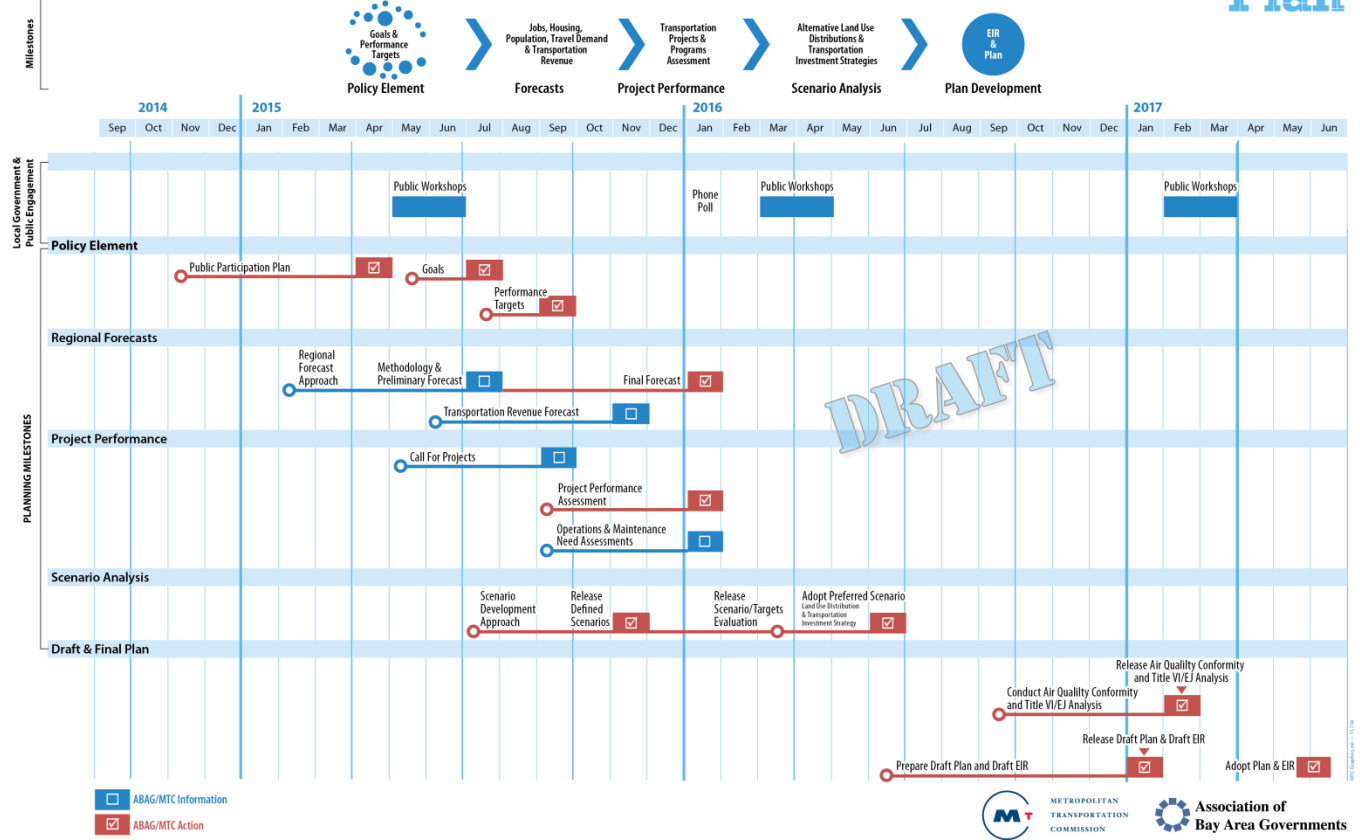 Plan
Milestones
Goals &
Performance
Targets
Jobs, Housing,
Population, Travel Demand
& Transportation
Revenue
Transportation
Projects &
Programs
Assessment
Alternative Land Use
Distributions &
Transportation
Investment Strategies
EIR
&
Plan
Policy Element
Forecasts
Project Performance
Scenario Analysis
Plan Development
2014 2015 2016 2017
Sep Oct Nov Dec Jan Feb Mar Apr May Jun Jul Aug Sep Oct Nov Dec Jan Feb Mar Apr May Jun Jul Aug Sep Oct Nov Dec Jan Feb Mar Apr May Jun
Local Government &
Public Engagement
Public Workshops
Phone
Poll
Public Workshops
Public Workshops
PLANNING MILESTONES
Policy Element
Public Participation Plan
Goals
Performance
Targets
Regional Forecasts
Regional
Forecast
Approach
Methodology &
Preliminary Forecast
Final Forecast
Transportation Revenue Forecast
DRAFT
Project Performance
Call For Projects
Project Performance
Assessment
Operations & Maintenance
Need Assessments
Scenario Analysis
Scenario
Development
Approach
Release
Defined
Scenarios
Release
Scenario/Targets
Evaluation
Adopt Preferred Scenario
Land Use Distribution
& Transportation
Investment Strategy
Draft & Final Plan
Release Air Qualilty Conformity
and Title VI/EJ Analysis
Conduct Air Qualilty Conformity
and Title VI/EJ Analysis
Release Draft Plan & Draft EIR
Prepare Draft Plan and Draft EIR
Adopt Plan & EIR
ABAG/MTC Information
ABAG/MTC Action
MT
METROPOLITAN
TRANSPORTATION
COMMISSION
Association of
Bay Area Governments